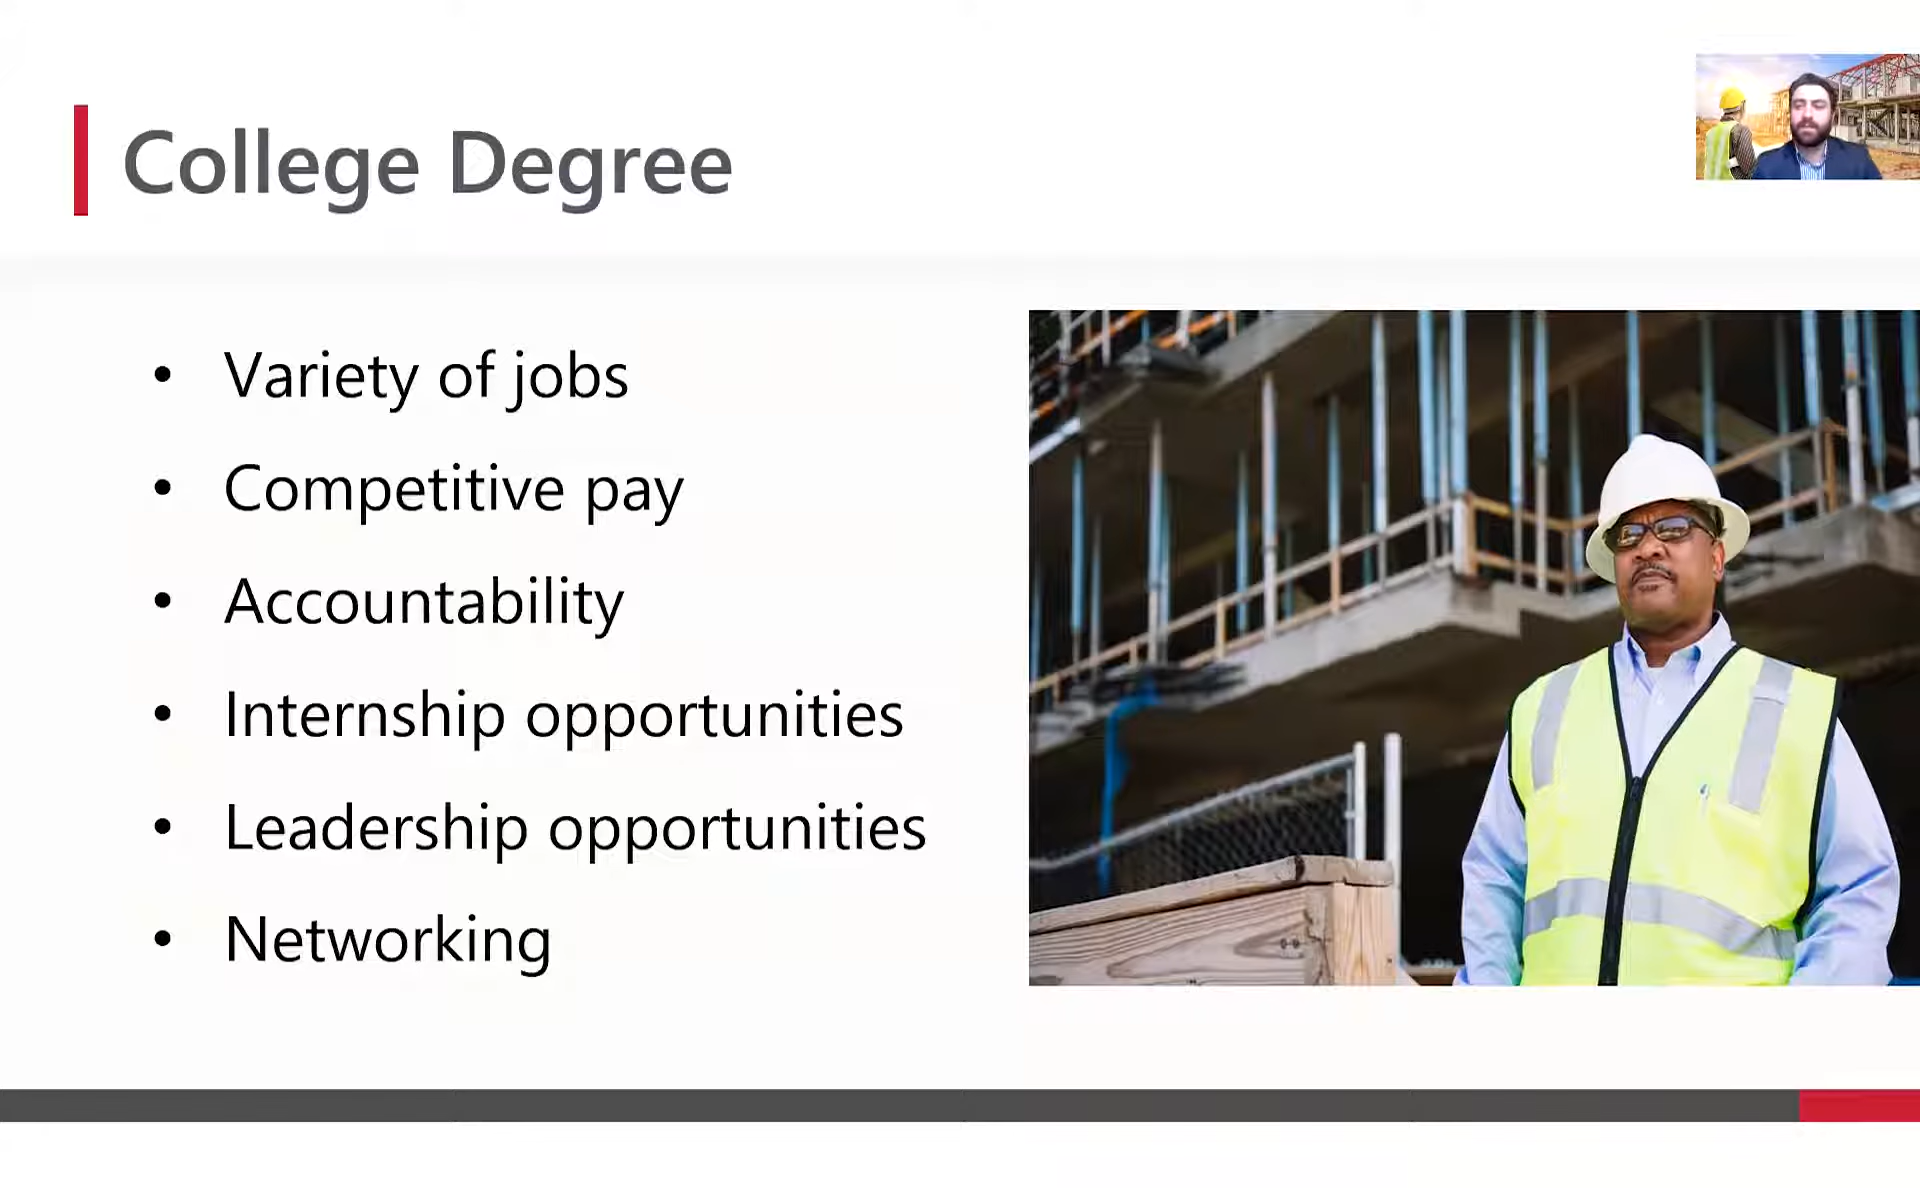 College Degree
• Variety of jobs
• Competitive pay
• Accountability
• Internship opportunities
• Leadership opportunities
• Networking